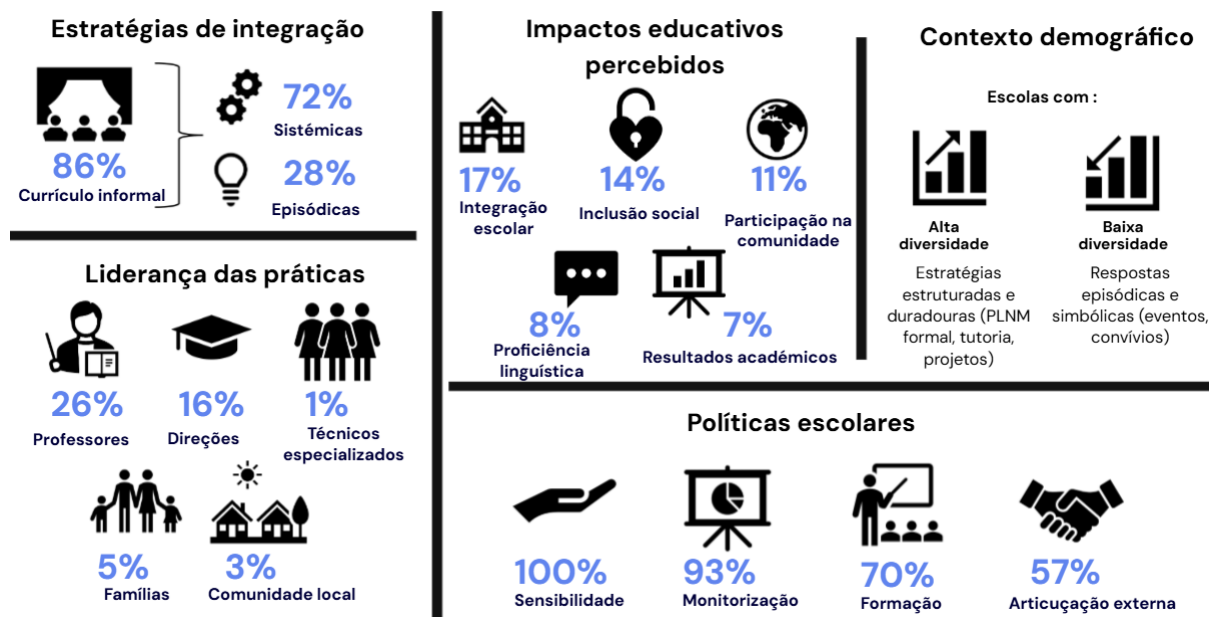 Estratégias de integração
86%
Currículo informal
72%
Sistémicas
28%
Episódicas
Liderança das práticas
26%
Professores
16%
Direções
1%
Técnicos
especializados
5%
Famílias
3%
Comunidade local
Impactos educativos
percebidos
17%
Integração
escolar
14%
Inclusão social
11%
Participação na
comunidade
8%
Proficiência
linguística
7%
Resultados académicos
Contexto demográfico
Escolas com :
Alta
diversidade
Estratégias
estruturadas e
duradouras (PLNM
formal, tutoria,
projetos)
Baixa
diversidade
Respostas
episódicas e
simbólicas (eventos,
convívios)
Políticas escolares
100%
Sensibilidade
93%
Monitorização
70%
Formação
57%
Articuçação externa